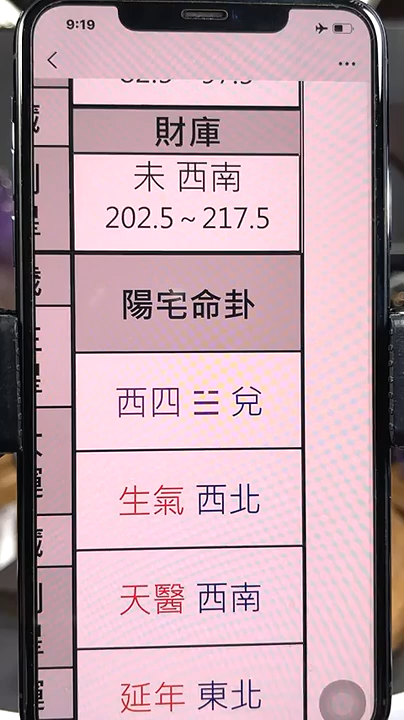 9:19
財庫
未 西南
202.5～217.5
陽宅命卦
西四 ☱ 兌
生氣 西北
天醫 西南
延年 東北